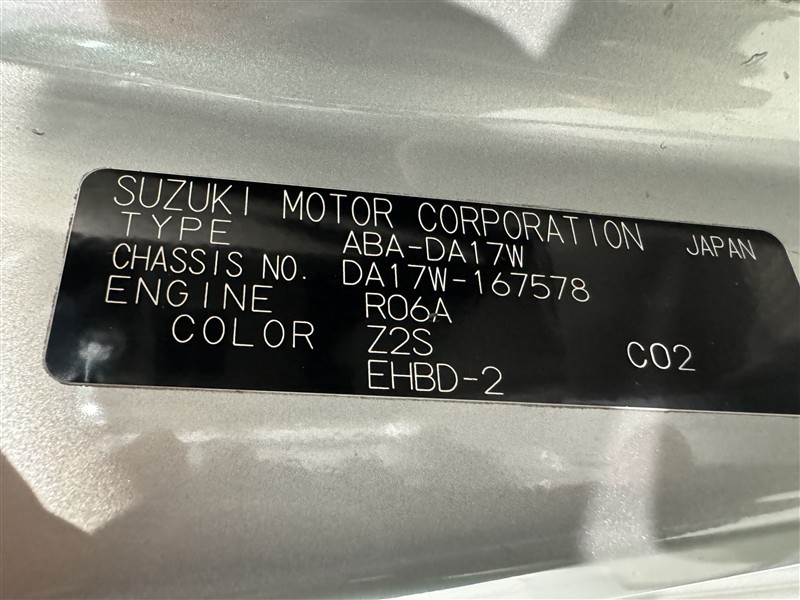 SUZUKI MOTOR CORPORATION JAPAN
TYPE ABA-DA17W
CHASSIS NO. DA17W-167578
ENGINE R06A
COLOR Z2S C02
EHBD-2